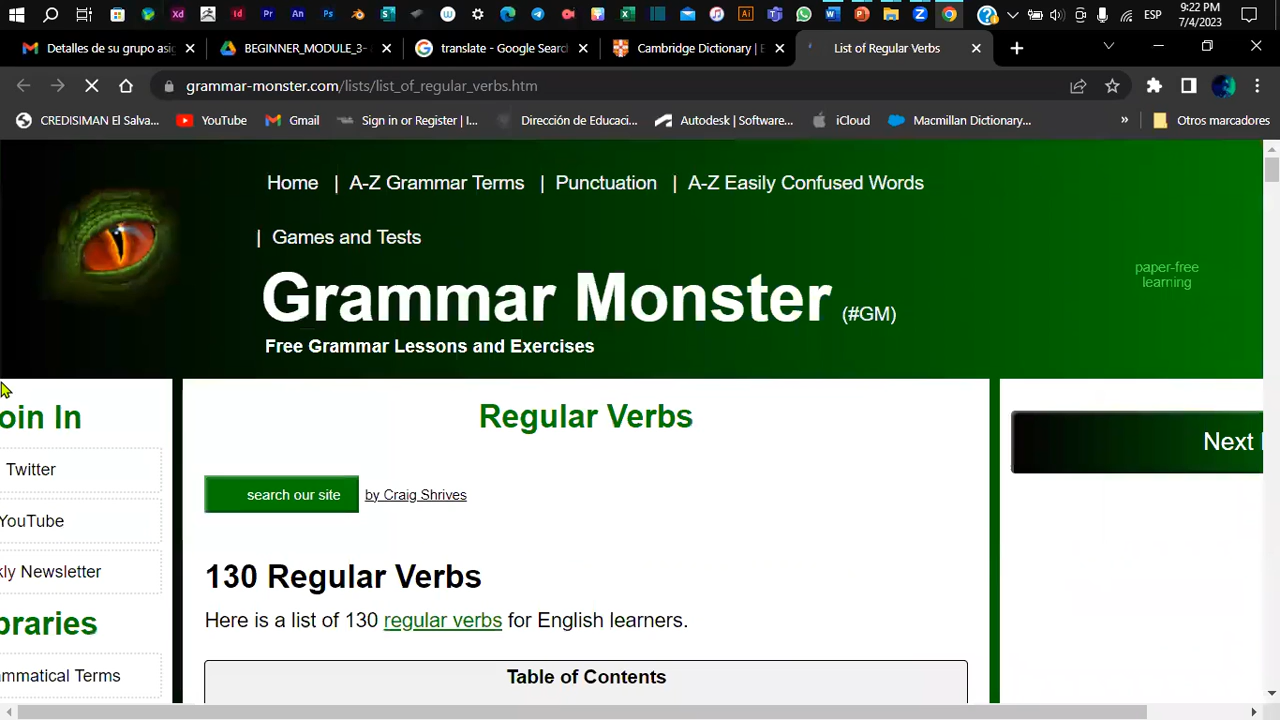 9:22 PM
ESP
7/4/2023
Detalles de su grupo asi
BEGINNER_MODULE_3-
translate - Google Searc
Cambridge Dictionary | E
List of Regular Verbs
grammar-monster.com/lists/list_of_regular_verbs.htm
CREDISIMAN El Salva...
YouTube
Gmail
Sign in or Register | I...
Dirección de Educaci...
Autodesk | Software...
iCloud
Macmillan Dictionary...
»
Otros marcadores
Home | A-Z Grammar Terms | Punctuation | A-Z Easily Confused Words
| Games and Tests
paper-free
learning
Grammar Monster (#GM)
Free Grammar Lessons and Exercises
oin In
Twitter
YouTube
kly Newsletter
braries
mmatical Terms
Regular Verbs
search our site
by Craig Shrives
130 Regular Verbs
Here is a list of 130 regular verbs for English learners.
Table of Contents
Next